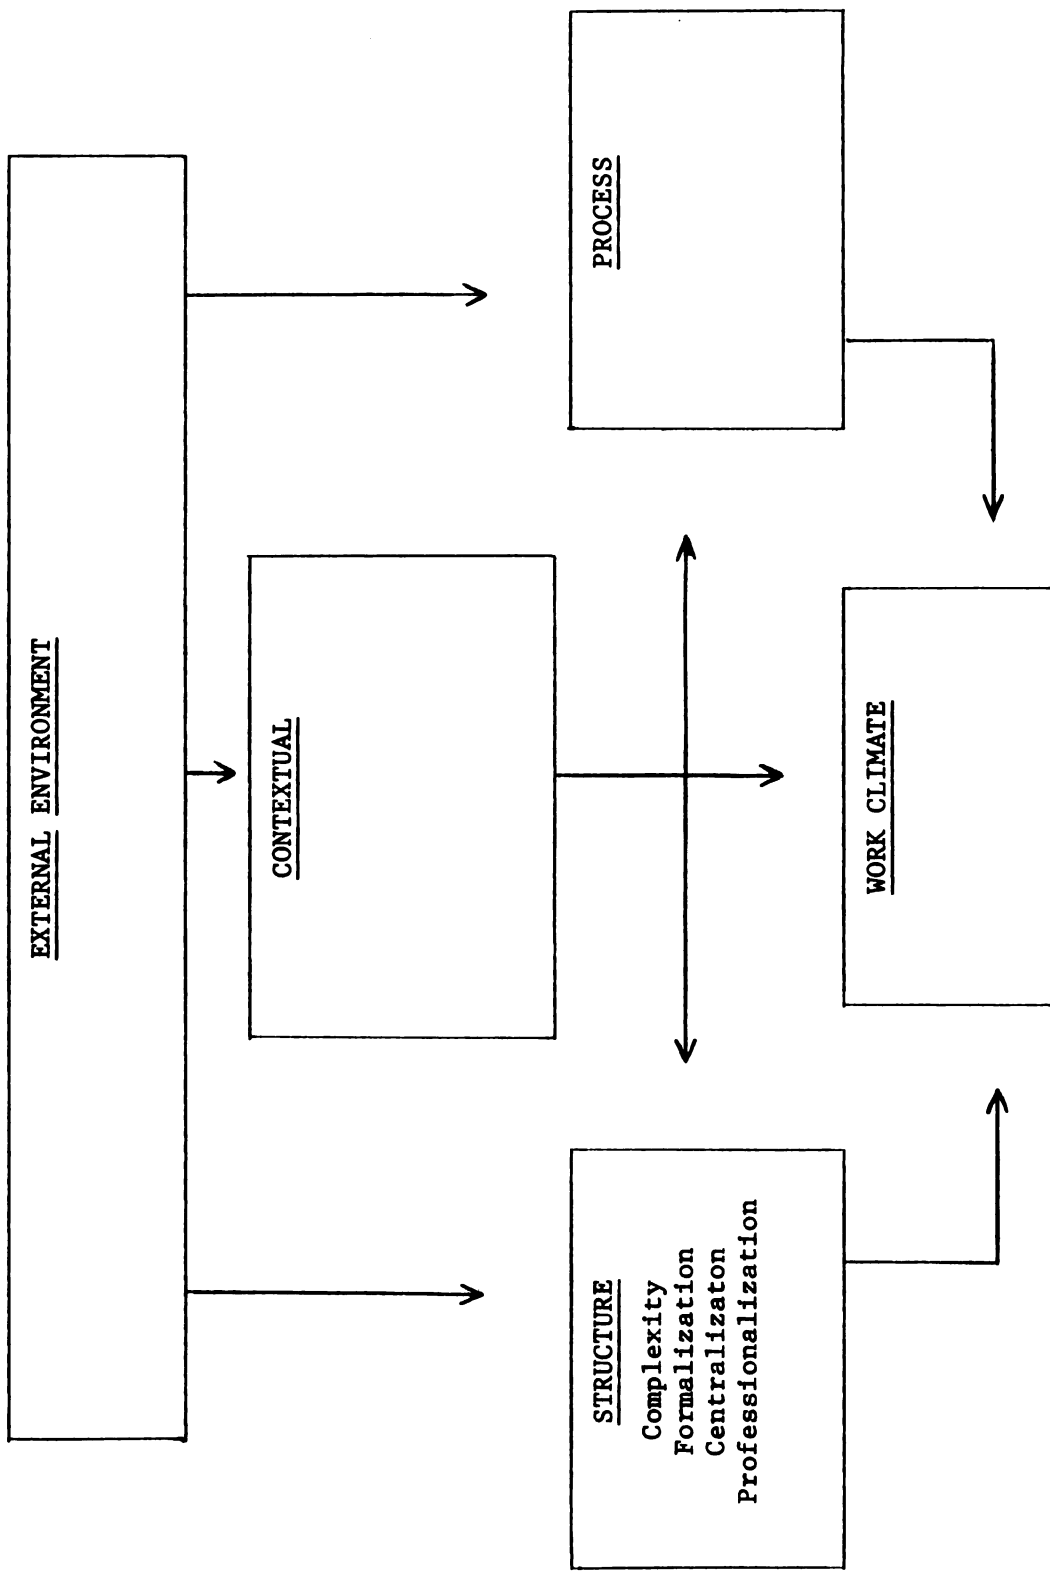 EXTERNAL ENVIRONMENT
CONTEXTUAL
STRUCTURE
Complexity
Formalization
Centralizaton
Professionalization
PROCESS
WORK CLIMATE